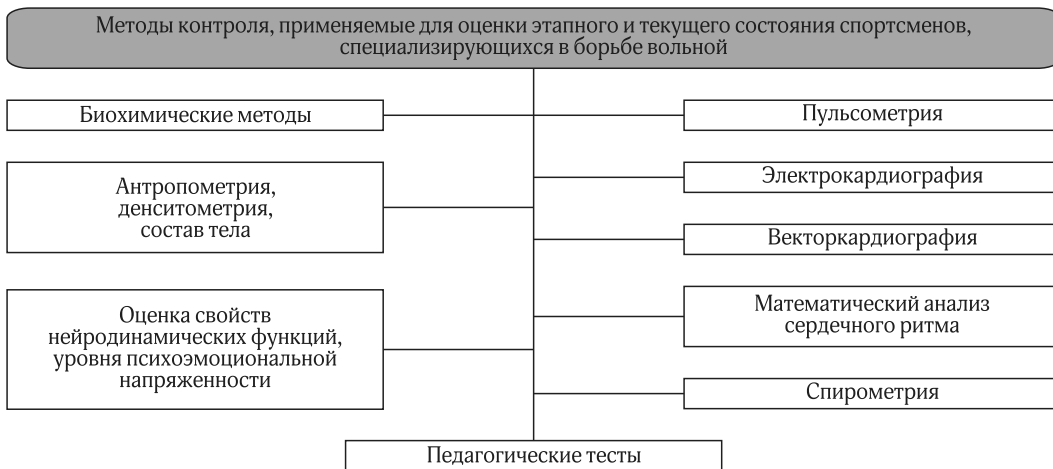 Методы контроля, применяемые для оценки этапного и текущего состояния спортсменов,
специализирующихся в борьбе вольной
Биохимические методы
Антропометрия,
денситометрия,
состав тела
Оценка свойств
нейродинамических функций,
уровня психоэмоциональной
напряженности
Пульсометрия
Электрокардиография
Векторкардиография
Математический анализ
сердечного ритма
Спирометрия
Педагогические тесты